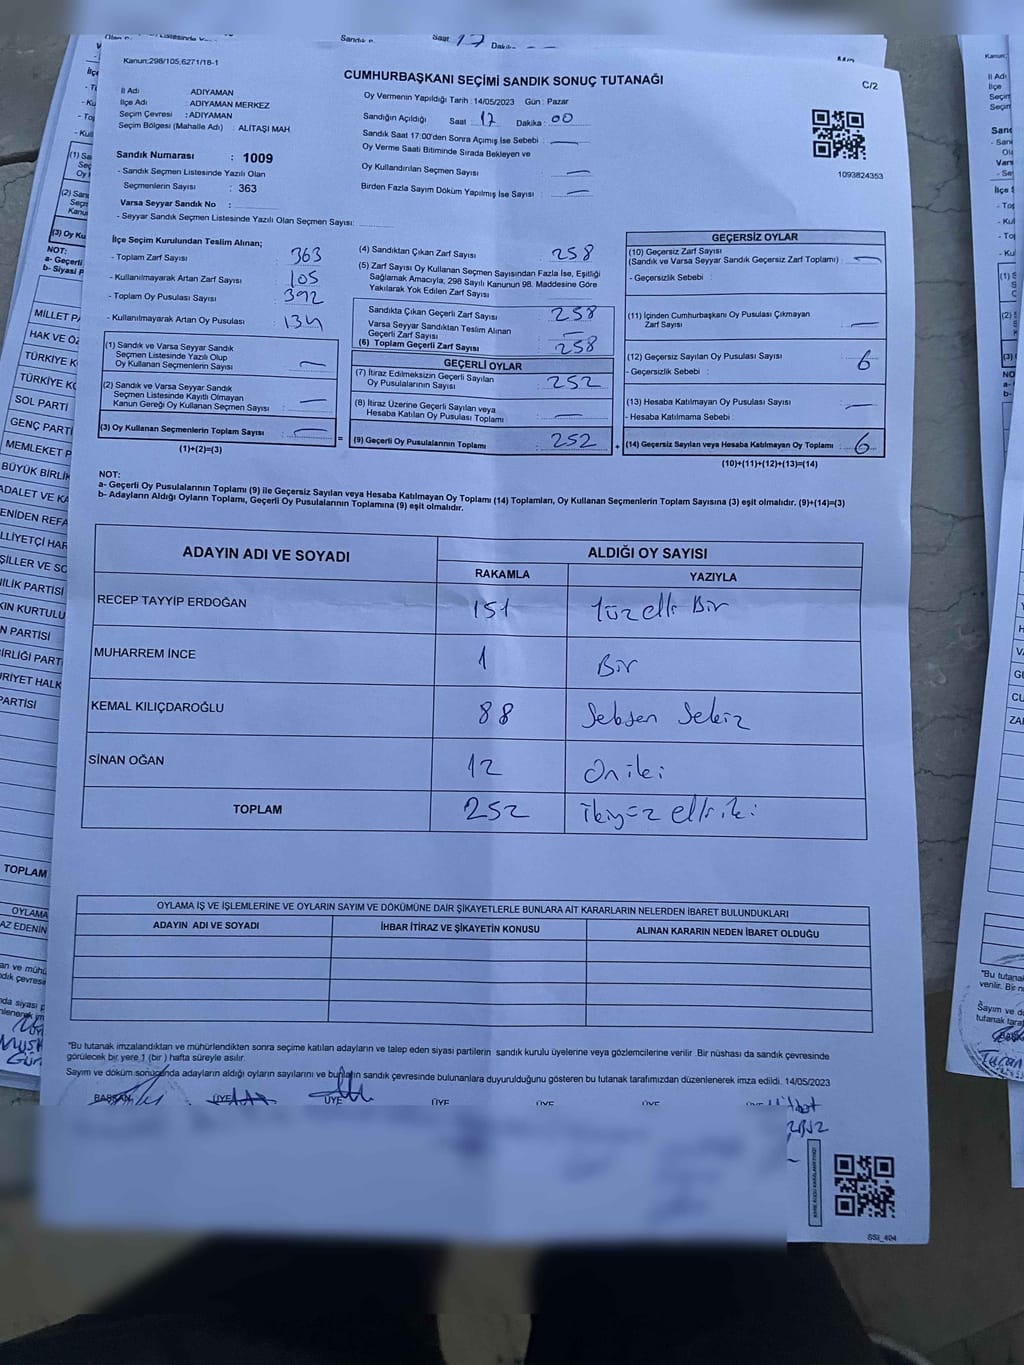 Kanun:298/105,6271/18-1
CUMHURBAŞKANI SEÇİMİ SANDIK SONUÇ TUTANAĞI
C/2
İl Adı : ADIYAMAN
İlçe Adı : ADIYAMAN MERKEZ
Seçim Çevresi : ADIYAMAN
Seçim Bölgesi (Mahalle Adı) : ALİTAŞI MAH
Sandık Numarası : 1009
- Sandık Seçmen Listesinde Yazılı Olan
Seçmenlerin Sayısı : 363
Varsa Seyyar Sandık No :
- Seyyar Sandık Seçmen Listesinde Yazılı Olan Seçmen Sayısı:
Oy Vermenin Yapıldığı Tarih : 14/05/2023 Gün : Pazar
Sandığın Açıldığı Saat : 17 Dakika : 00
Sandık Saat 17:00'den Sonra Açımış İse Sebebi : —
Oy Verme Saati Bitiminde Sırada Bekleyen ve
Oy Kullandırılan Seçmen Sayısı : —
Birden Fazla Sayım Döküm Yapılmış İse Sayısı : —
1093824353
İlçe Seçim Kurulundan Teslim Alınan;
- Toplam Zarf Sayısı : 363
- Kullanılmayarak Artan Zarf Sayısı : 105
- Toplam Oy Pusulası Sayısı : 392
- Kullanılmayarak Artan Oy Pusulası : 134
(1) Sandık ve Varsa Seyyar Sandık
Seçmen Listesinde Yazılı Olup
Oy Kullanan Seçmenlerin Sayısı : —
(2) Sandık ve Varsa Seyyar Sandık
Seçmen Listesinde Kayıtlı Olmayan
Kanun Gereği Oy Kullanan Seçmen Sayısı : —
(3) Oy Kullanan Seçmenlerin Toplam Sayısı : —
(1)+(2)=(3)
=
(4) Sandıktan Çıkan Zarf Sayısı : 258
(5) Zarf Sayısı Oy Kullanan Seçmen Sayısından Fazla İse, Eşitliği
Sağlamak Amacıyla, 298 Sayılı Kanunun 98. Maddesine Göre
Yakılarak Yok Edilen Zarf Sayısı
Sandıkta Çıkan Geçerli Zarf Sayısı : 258
Varsa Seyyar Sandıktan Teslim Alınan
Geçerli Zarf Sayısı : —
(6) Toplam Geçerli Zarf Sayısı : 258
GEÇERLİ OYLAR
(7) İtiraz Edilmeksizin Geçerli Sayılan
Oy Pusulalarının Sayısı : 252
(8) İtiraz Üzerine Geçerli Sayılan veya
Hesaba Katılan Oy Pusulası Toplamı : —
(9) Geçerli Oy Pusulalarının Toplamı : 252
+
GEÇERSİZ OYLAR
(10) Geçersiz Zarf Sayısı
(Sandık ve Varsa Seyyar Sandık Geçersiz Zarf Toplamı) : —
- Geçersizlik Sebebi :
(11) İçinden Cumhurbaşkanı Oy Pusulası Çıkmayan
Zarf Sayısı : —
(12) Geçersiz Sayılan Oy Pusulası Sayısı : 6
- Geçersizlik Sebebi :
(13) Hesaba Katılmayan Oy Pusulası Sayısı : —
- Hesaba Katılmama Sebebi :
(14) Geçersiz Sayılan veya Hesaba Katılmayan Oy Toplamı : 6
(10)+(11)+(12)+(13)=(14)
NOT:
a- Geçerli Oy Pusulalarının Toplamı (9) ile Geçersiz Sayılan veya Hesaba Katılmayan Oy Toplamı (14) Toplamları, Oy Kullanan Seçmenlerin Toplam Sayısına (3) eşit olmalıdır. (9)+(14)=(3)
b- Adayların Aldığı Oyların Toplamı, Geçerli Oy Pusulalarının Toplamına (9) eşit olmalıdır.
ADAYIN ADI VE SOYADI
ALDIĞI OY SAYISI
RAKAMLA YAZIYLA
RECEP TAYYİP ERDOĞAN 151 Yüzelli Bir
MUHARREM İNCE 1 Bir
KEMAL KILIÇDAROĞLU 88 Seksen Sekiz
SİNAN OĞAN 12 Oniki
TOPLAM 252 İkiyüz elli iki
OYLAMA İŞ VE İŞLEMLERİNE VE OYLARIN SAYIM VE DÖKÜMÜNE DAİR ŞİKAYETLERLE BUNLARA AİT KARARLARIN NELERDEN İBARET BULUNDUKLARI
ADAYIN ADI VE SOYADI İHBAR İTİRAZ VE ŞİKAYETİN KONUSU ALINAN KARARIN NEDEN İBARET OLDUĞU
"Bu tutanak imzalandıktan ve mühürlendikten sonra seçime katılan adayların ve talep eden siyasi partilerin sandık kurulu üyelerine veya gözlemcilerine verilir. Bir nüshası da sandık çevresinde
görülecek bir yere 1 (bir ) hafta süreyle asılır.
Sayım ve döküm sonucunda adayların aldığı oyların sayılarını ve bunların sandık çevresinde bulunanlara duyurulduğunu gösteren bu tutanak tarafımızdan düzenlenerek imza edildi. 14/05/2023
BAŞKAN ÜYE ÜYE ÜYE ÜYE ÜYE
SSİ_404
MİLLET
HAK VE
TÜRKİYE
TÜRKİYE
SOL PARTİ
GENÇ PARTİ
MEMLEKET
BÜYÜK
TOPLAM